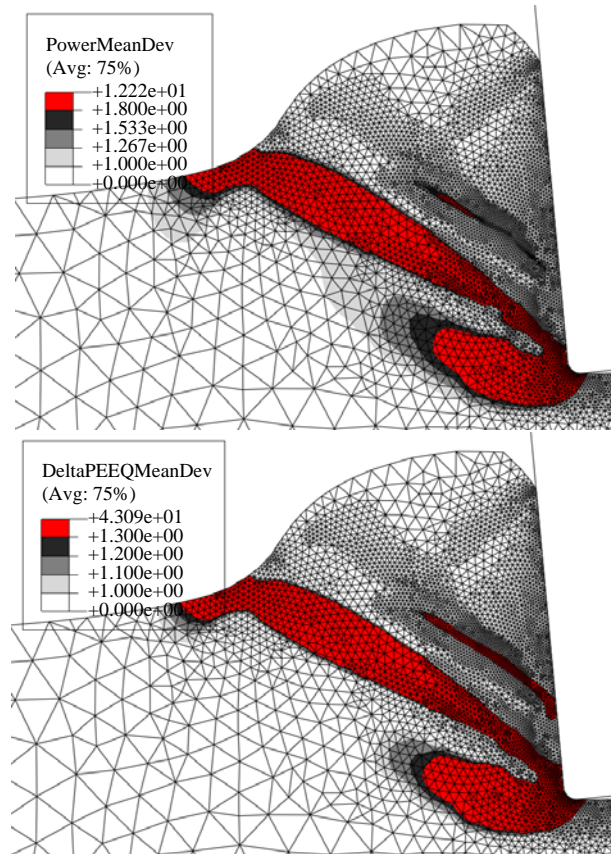 PowerMeanDev
(Avg: 75%)
+1.222e+01
+1.800e+00
+1.533e+00
+1.267e+00
+1.000e+00
+0.000e+00
DeltaPEEQMeanDev
(Avg: 75%)
+4.309e+01
+1.300e+00
+1.200e+00
+1.100e+00
+1.000e+00
+0.000e+00